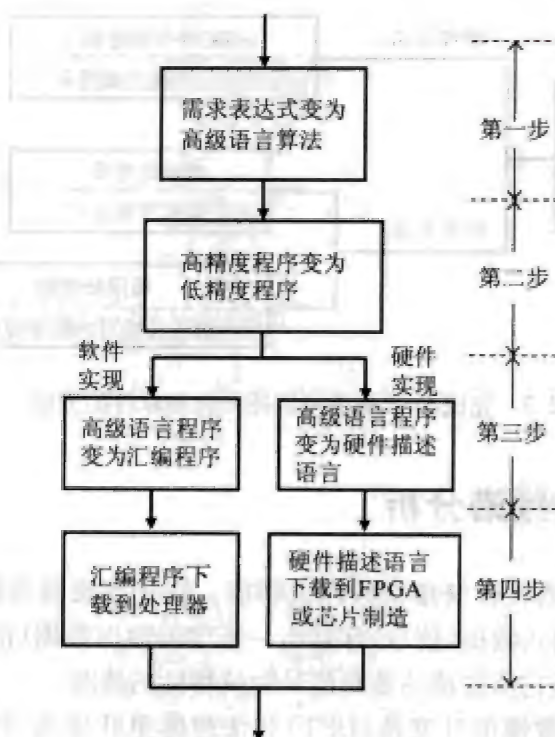 需求表达式变为
高级语言算法
第一步
高精度程序变为
低精度程序
第二步
软件
实现
硬件
实现
高级语言程序
变为汇编程序
高级语言程序
变为硬件描述
语言
第三步
汇编程序下
载到处理器
硬件描述语言
下载到FPGA
或芯片制造
第四步